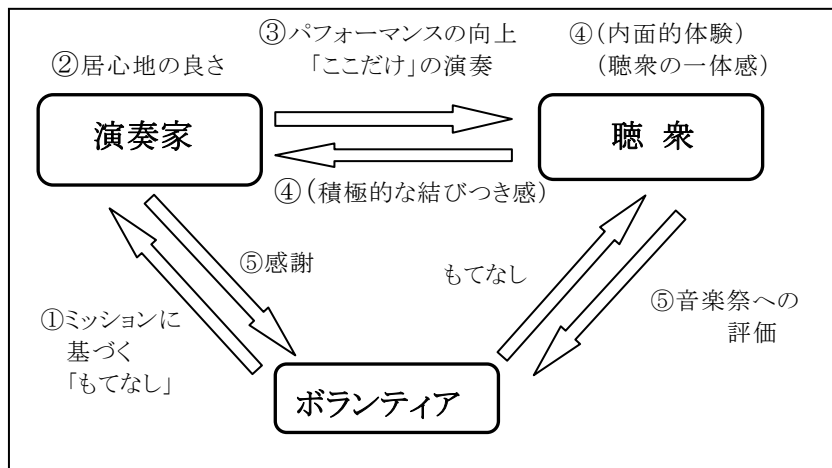 ③パフォーマンスの向上
「ここだけ」の演奏
④(内面的体験)
(聴衆の一体感)
②居心地の良さ
演奏家
聴 衆
④(積極的な結びつき感)
⑤感謝
もてなし
①ミッションに
基づく
「もてなし」
⑤音楽祭への
評価
ボランティア